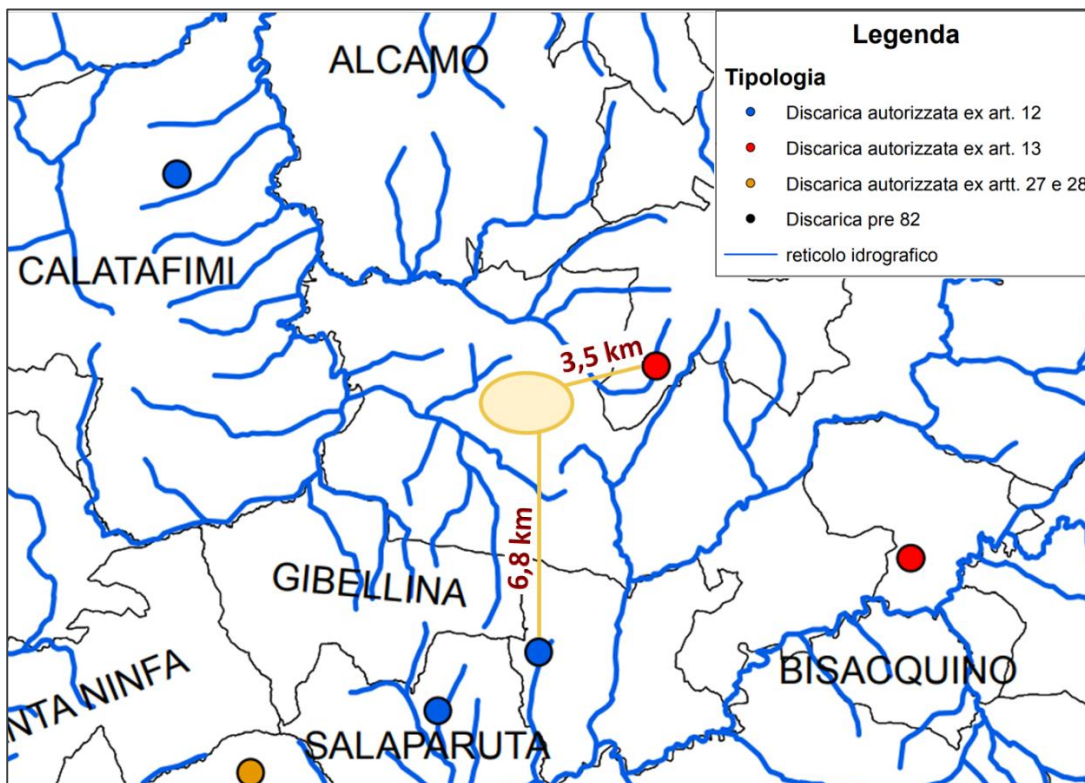 ALCAMO
Legenda
Tipologia
Discarica autorizzata ex art. 12
Discarica autorizzata ex art. 13
Discarica autorizzata ex artt. 27 e 28
Discarica pre 82
reticolo idrografico
CALATAFIMI
3,5 km
6,8 km
GIBELLINA
NTA NINFA
SALAPARUTA
BISACQUINO